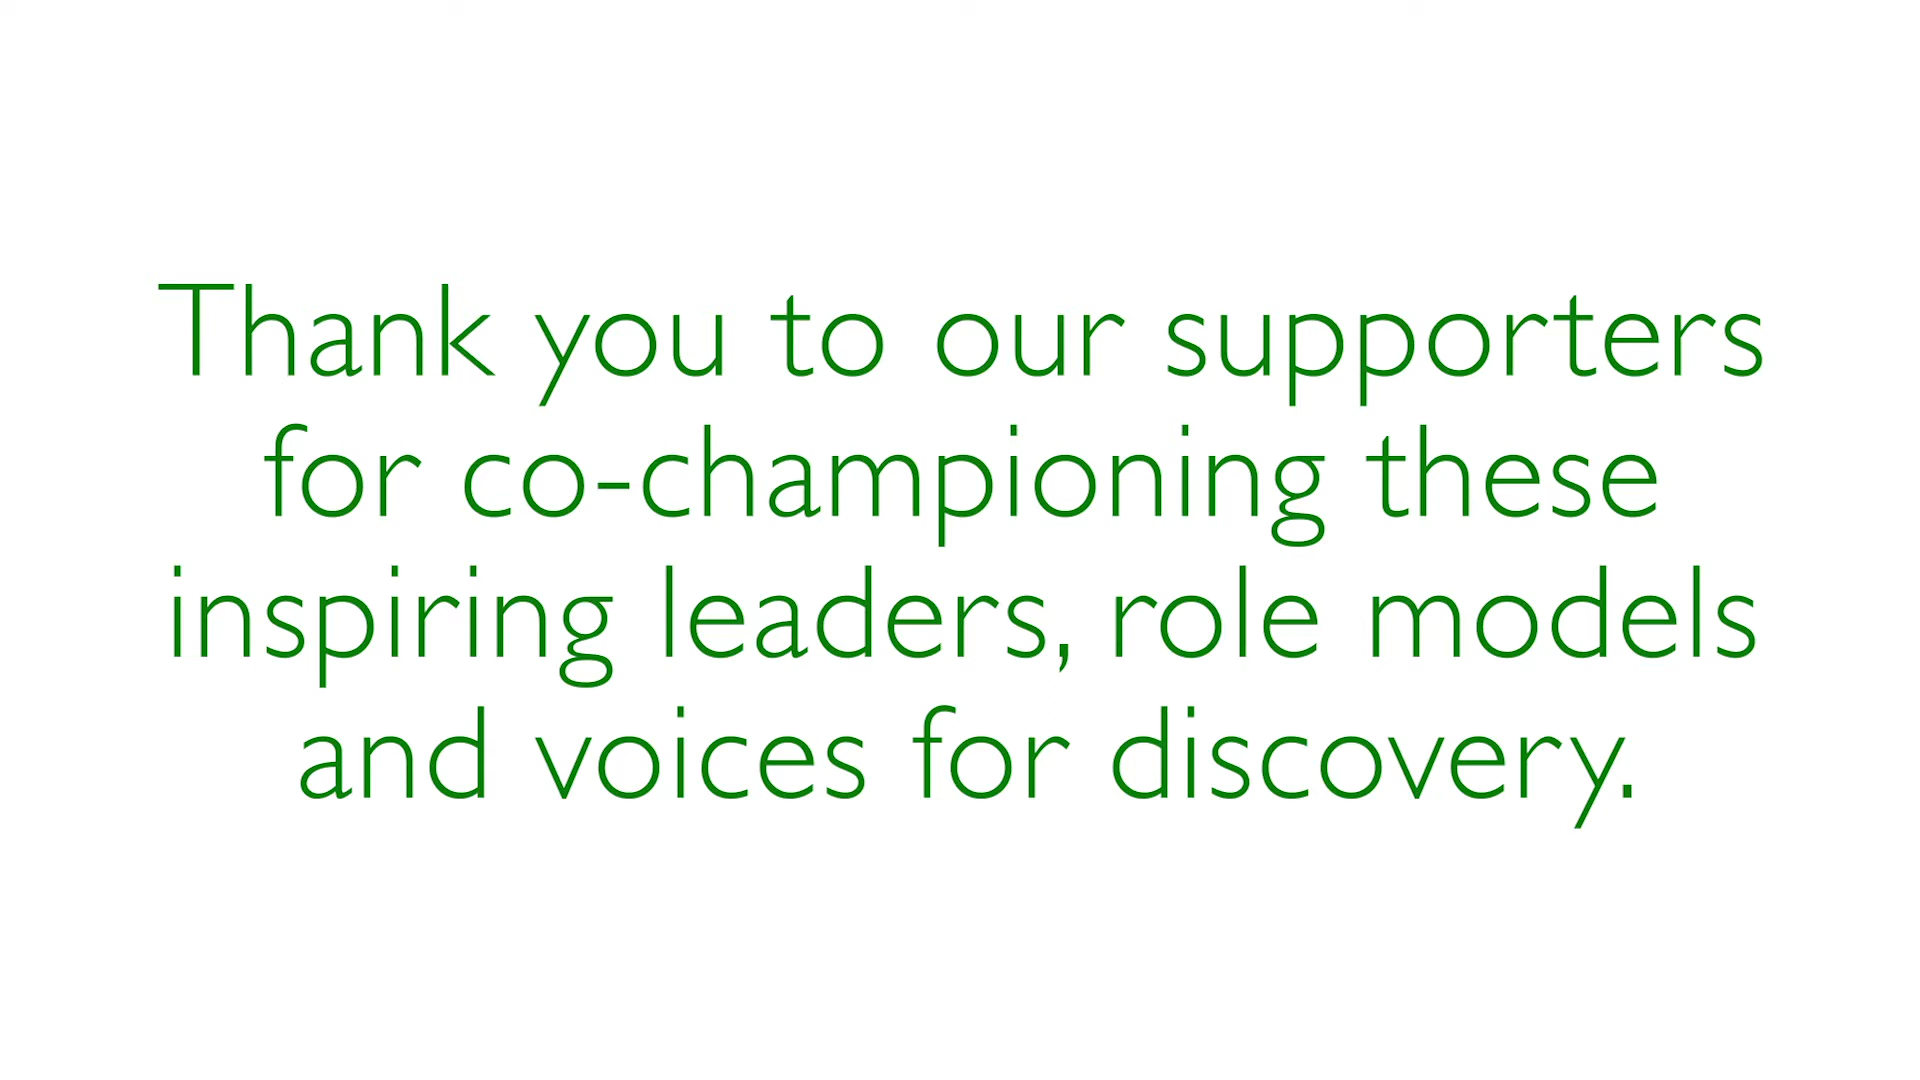 Thank you to our supporters
for co-championing these
inspiring leaders, role models
and voices for discovery.